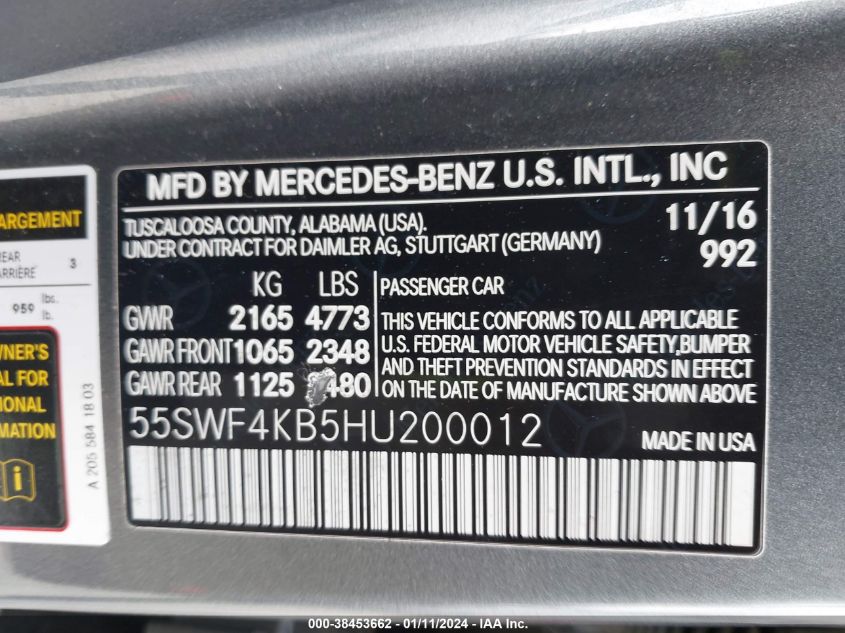 ARGEMENT
REAR
ARRIÈRE 3
959 lbs.
lb.
WNER'S
AL FOR
IONAL
RMATION
A 205 584 18 03
MFD BY MERCEDES-BENZ U.S. INTL., INC
TUSCALOOSA COUNTY, ALABAMA (USA). 11/16
UNDER CONTRACT FOR DAIMLER AG, STUTTGART (GERMANY) 992
KG LBS PASSENGER CAR
GVWR 2165 4773
GAWR FRONT 1065 2348
GAWR REAR 1125 480
THIS VEHICLE CONFORMS TO ALL APPLICABLE
U.S. FEDERAL MOTOR VEHICLE SAFETY,BUMPER
AND THEFT PREVENTION STANDARDS IN EFFECT
ON THE DATE OF MANUFACTURE SHOWN ABOVE
55SWF4KB5HU200012 MADE IN USA
000-38453662 - 01/11/2024 - IAA Inc.